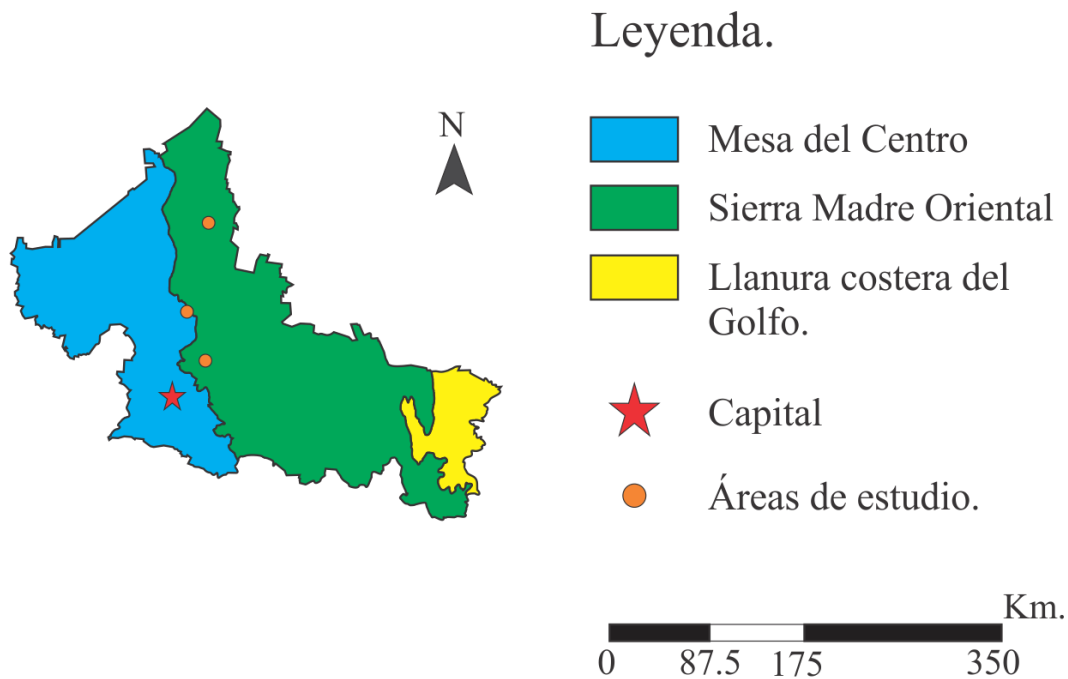 Leyenda.
N
Mesa del Centro
Sierra Madre Oriental
Llanura costera del
Golfo.
Capital
Áreas de estudio.
Km.
0 87.5 175 350